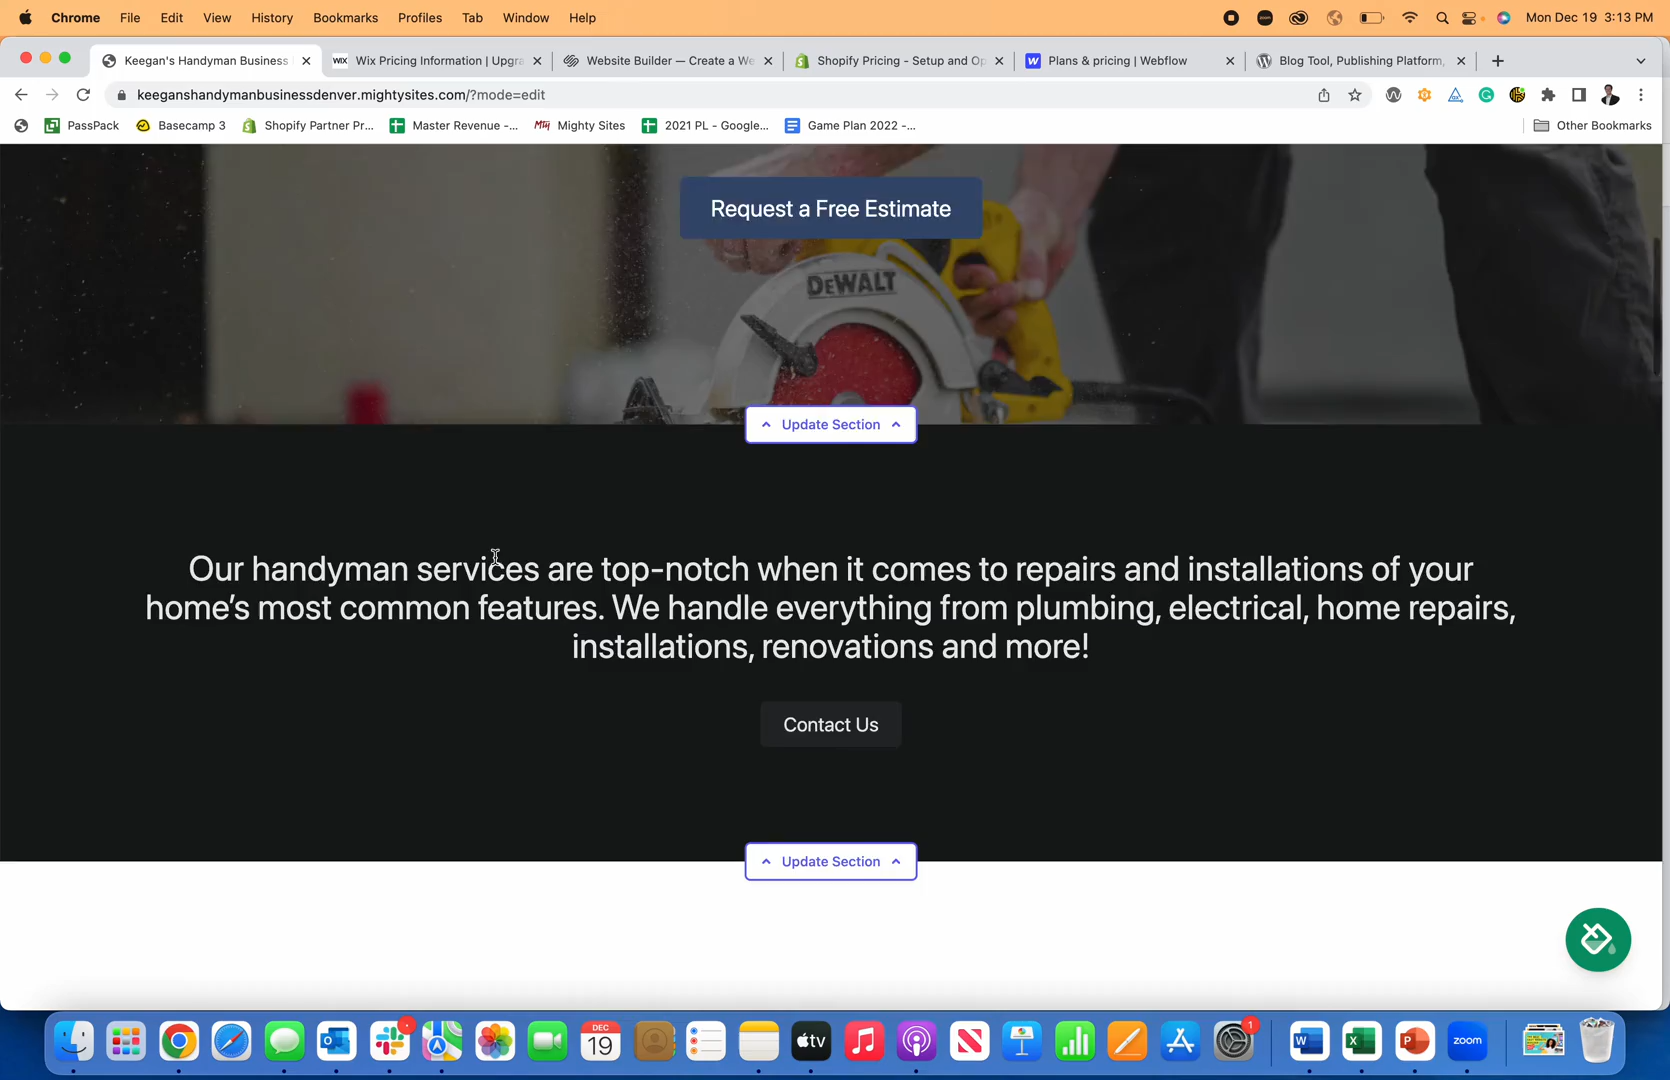 Chrome File Edit View History Bookmarks Profiles Tab Window Help
zoom
Mon Dec 19 3:13 PM
Keegan's Handyman Business
WIX Wix Pricing Information | Upgra
Website Builder — Create a We
Shopify Pricing - Setup and Op
Plans & pricing | Webflow
Blog Tool, Publishing Platform,
keeganshandymanbusinessdenver.mightysites.com/?mode=edit
PassPack
Basecamp 3
Shopify Partner Pr...
Master Revenue -...
Mighty Sites
2021 PL - Google...
Game Plan 2022 -...
Other Bookmarks
Request a Free Estimate
DEWALT
Update Section
Our handyman services are top-notch when it comes to repairs and installations of your
home’s most common features. We handle everything from plumbing, electrical, home repairs,
installations, renovations and more!
Contact Us
Update Section
DEC
19
tv
1
W
X
P
zoom